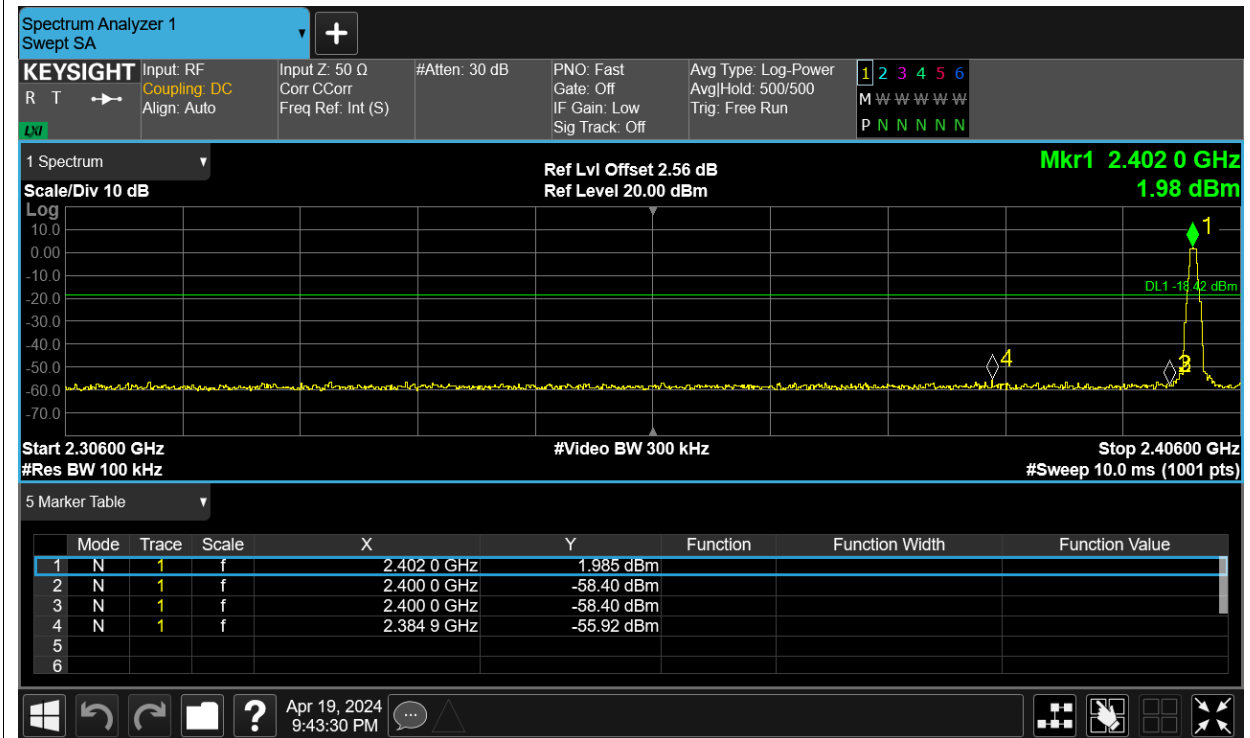 Spectrum Analyzer 1
Swept SA
KEYSIGHT
R T
LXI
Input: RF
Coupling: DC
Align: Auto
Input Z: 50 Ω
Corr CCorr
Freq Ref: Int (S)
#Atten: 30 dB
PNO: Fast
Gate: Off
IF Gain: Low
Sig Track: Off
Avg Type: Log-Power
Avg|Hold: 500/500
Trig: Free Run
1 2 3 4 5 6
M W W W W W
P N N N N N
1 Spectrum
Scale/Div 10 dB
Ref Lvl Offset 2.56 dB
Ref Level 20.00 dBm
Mkr1 2.402 0 GHz
1.98 dBm
Log
10.0
0.00
-10.0
-20.0
-30.0
-40.0
-50.0
-60.0
-70.0
1
DL1 -18.42 dBm
4
Start 2.30600 GHz
#Res BW 100 kHz
#Video BW 300 kHz
Stop 2.40600 GHz
#Sweep 10.0 ms (1001 pts)
5 Marker Table
Mode Trace Scale X Y Function Function Width Function Value
1 N 1 f 2.402 0 GHz 1.985 dBm
2 N 1 f 2.400 0 GHz -58.40 dBm
3 N 1 f 2.400 0 GHz -58.40 dBm
4 N 1 f 2.384 9 GHz -55.92 dBm
5
6
?
Apr 19, 2024
9:43:30 PM